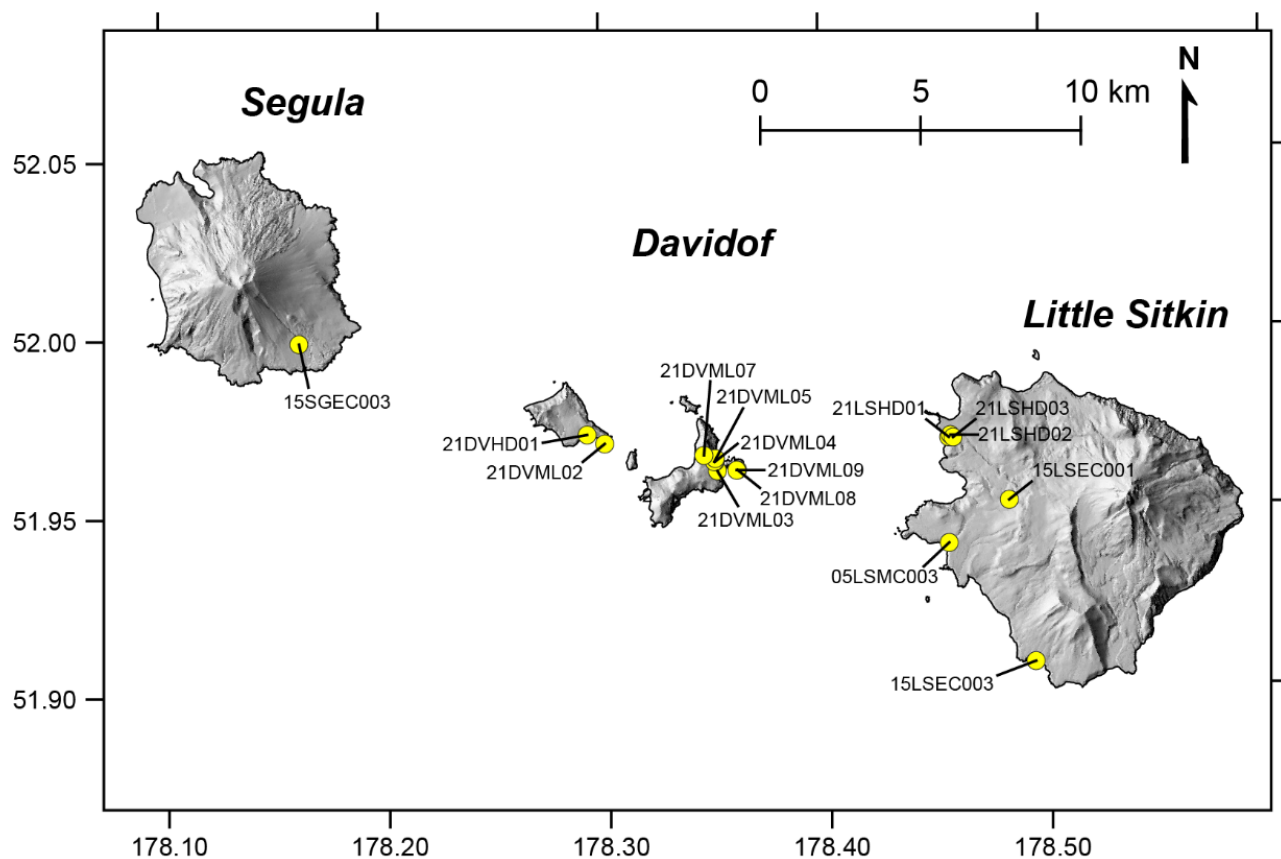 N
0 5 10 km
Segula
52.05
Davidof
Little Sitkin
52.00
15SGEC003
21DVML07
21DVML05
21LSHD01
21LSHD03
21LSHD02
21DVHD01
21DVML04
21DVML02
21DVML09
15LSEC001
21DVML08
21DVML03
51.95
05LSMC003
15LSEC003
51.90
178.10 178.20 178.30 178.40 178.50